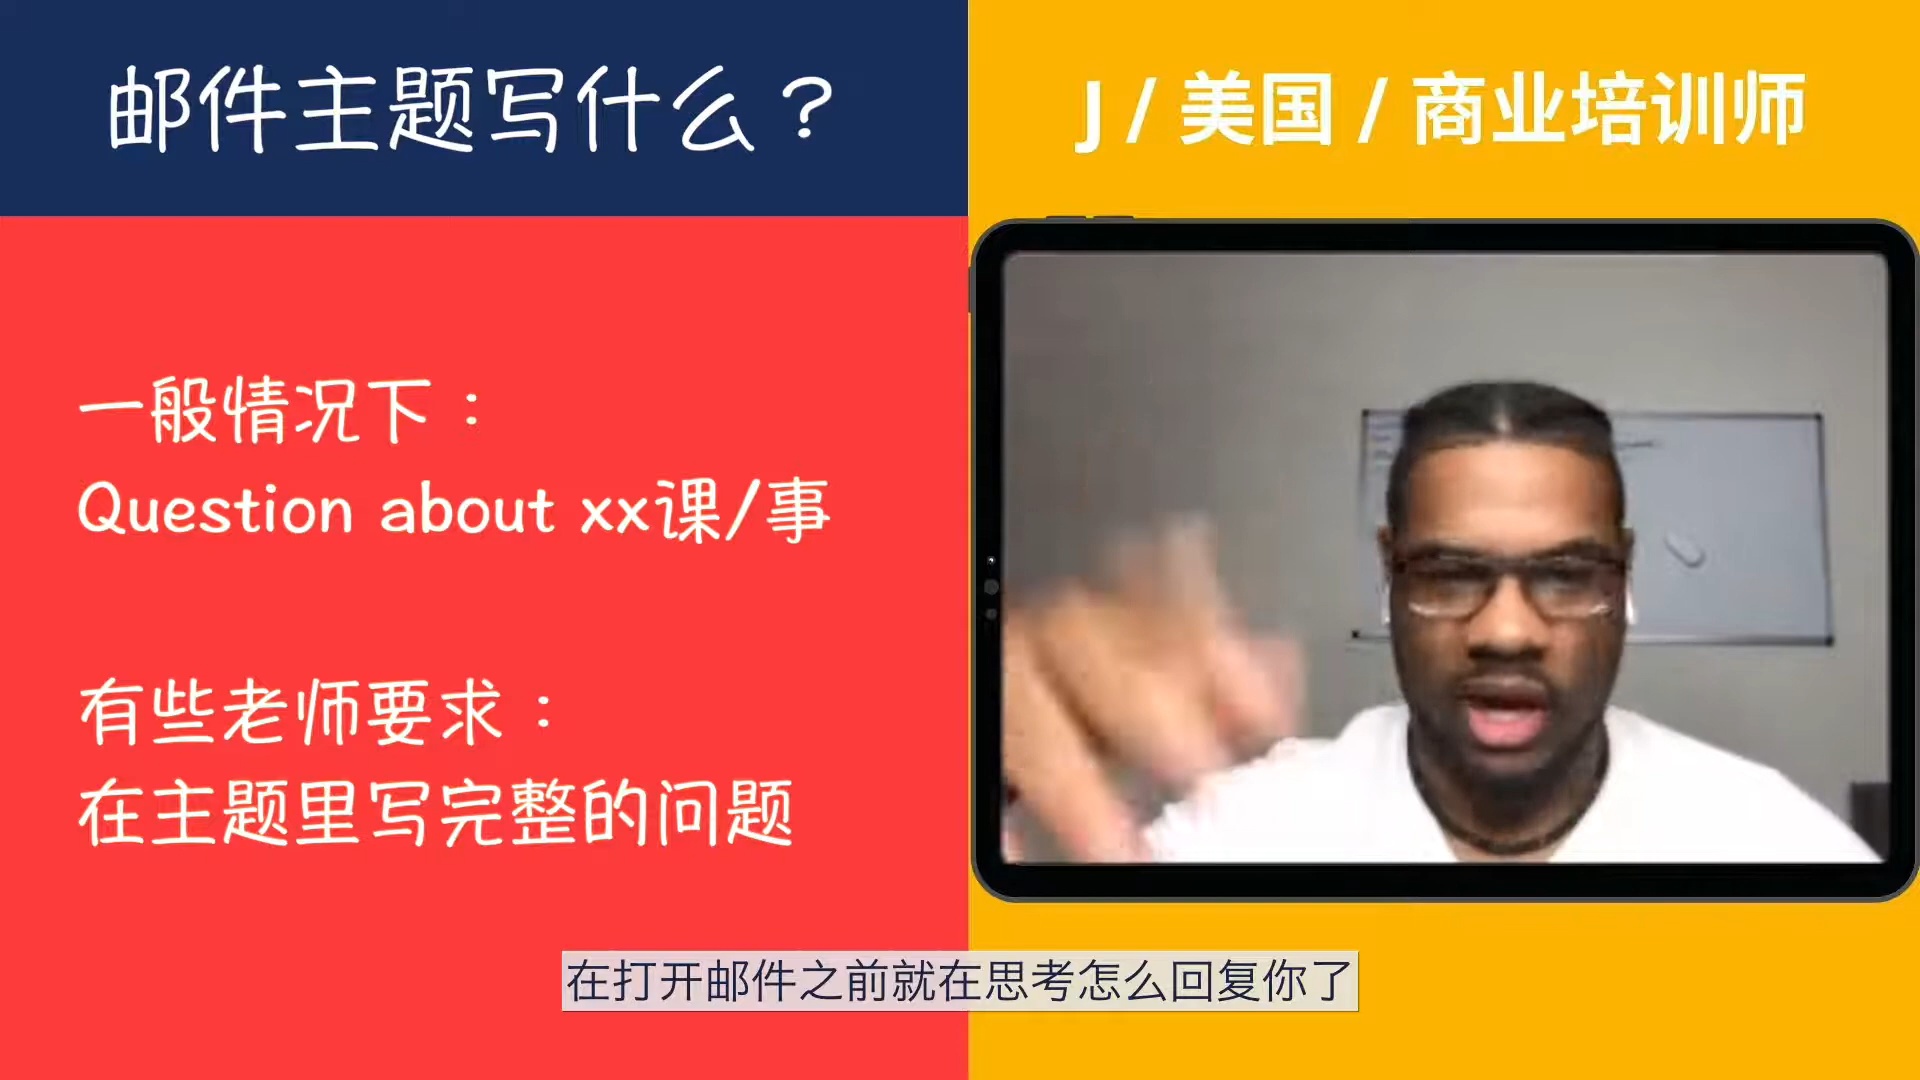 邮件主题写什么？
J / 美国 / 商业培训师
一般情况下：
Question about xx课/事
有些老师要求：
在主题里写完整的问题
在打开邮件之前就在思考怎么回复你了